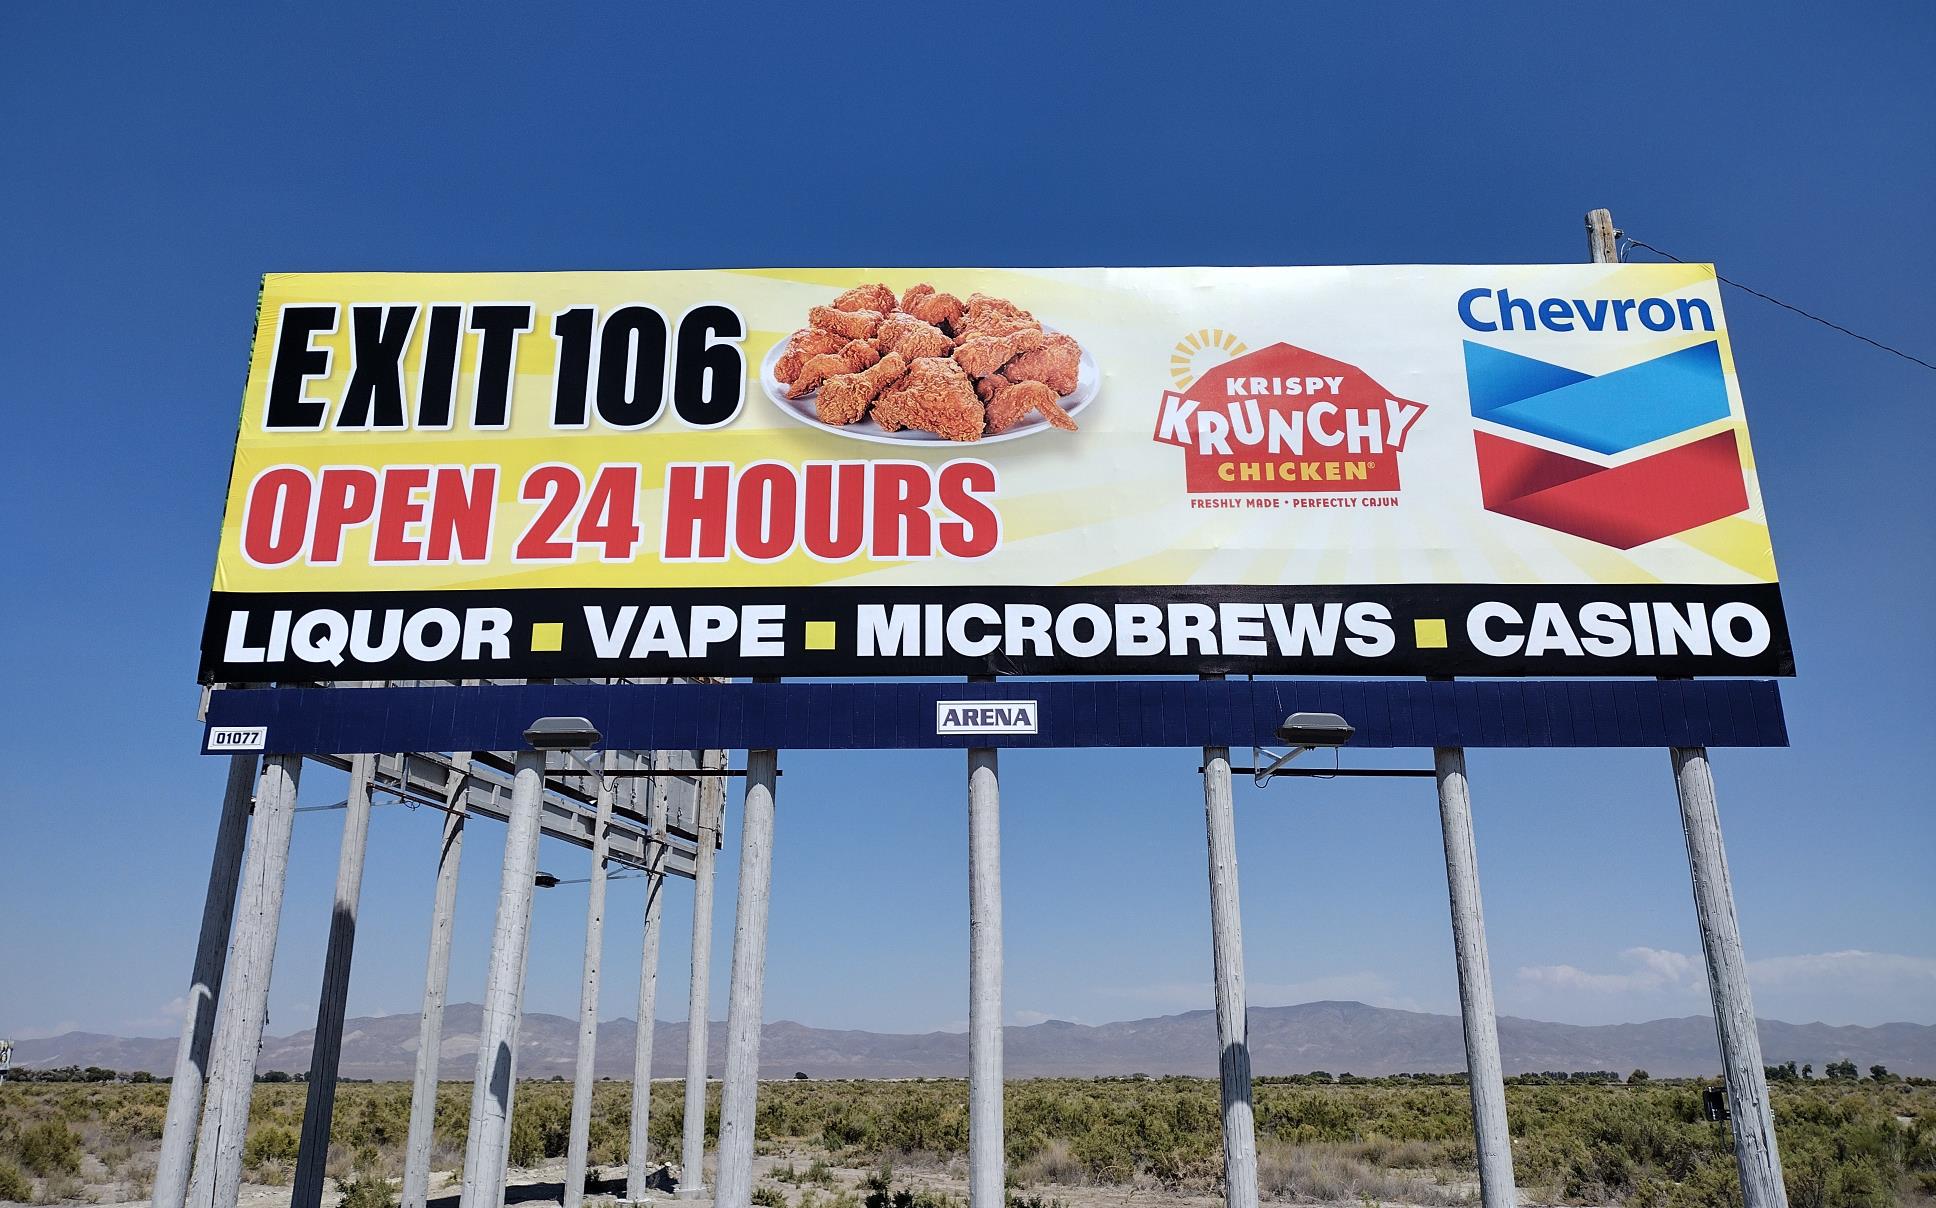 EXIT 106
OPEN 24 HOURS
KRISPY
KRUNCHY
CHICKEN®
FRESHLY MADE • PERFECTLY CAJUN
Chevron
LIQUOR ▪ VAPE ▪ MICROBREWS ▪ CASINO
ARENA
01077